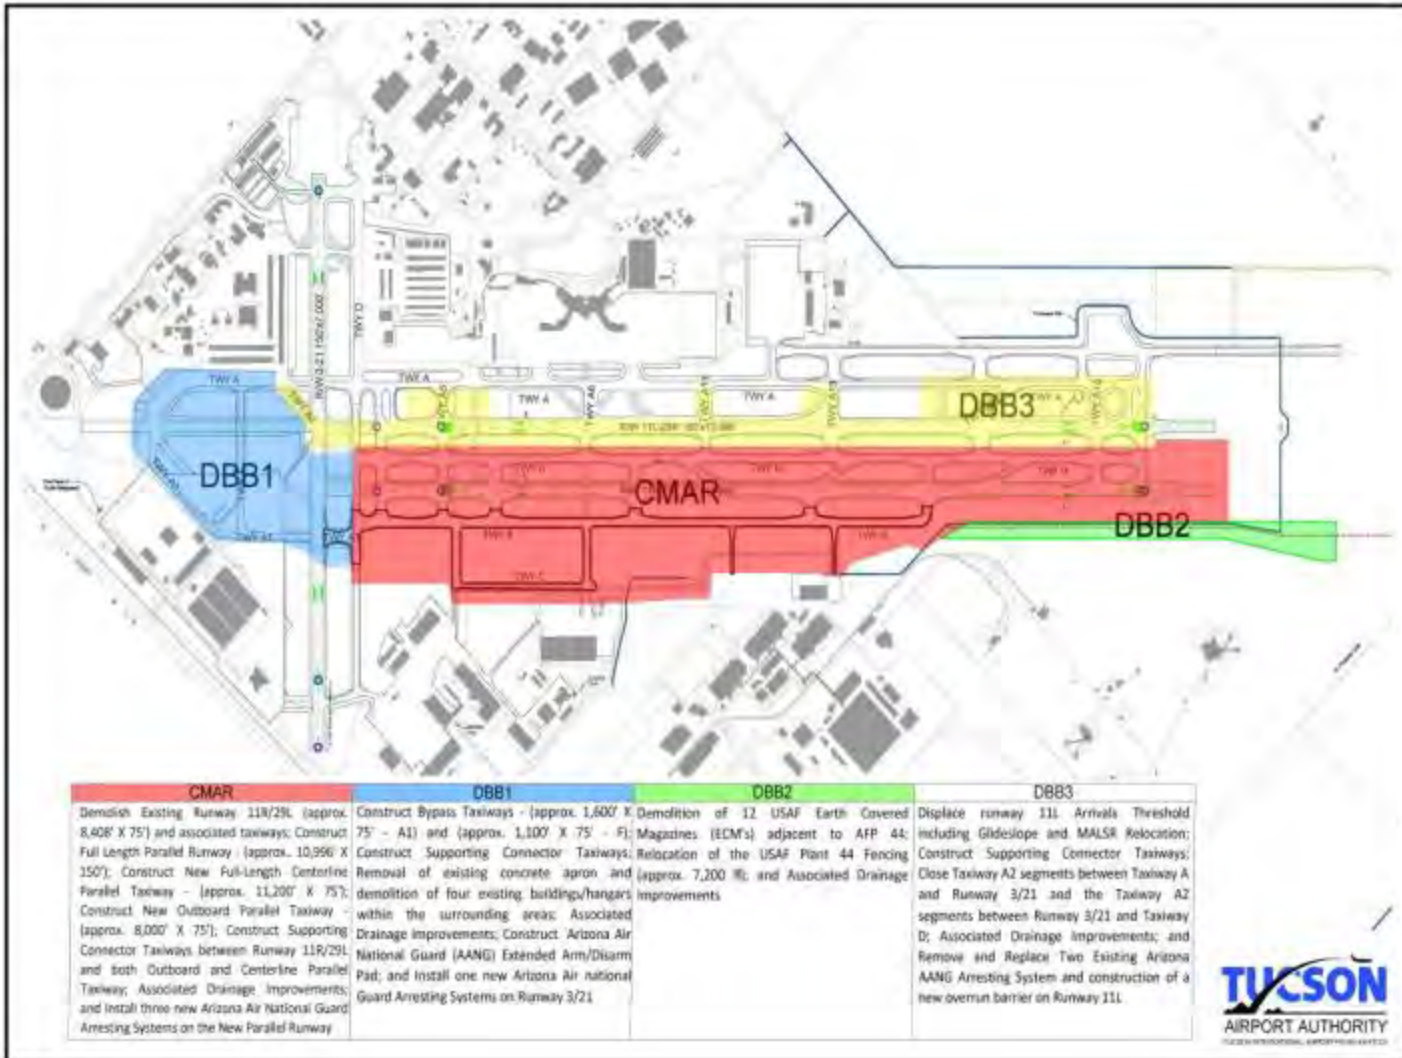 R/W 3-21 150'x7,000'
TWY D
TWY A
TWY A
TWY A
TWY A
DBB1
DBB3
CMAR
DBB2
CMAR
Demolish Existing Runway 11R/29L (approx.
8,408' X 75') and associated taxiways; Construct
Full Length Parallel Runway (approx. 10,996' X
150'); Construct New Full-Length Centerline
Parallel Taxiway - (approx. 11,200' X 75');
Construct New Outboard Parallel Taxiway -
(approx. 8,000' X 75'); Construct Supporting
Connector Taxiways between Runway 11R/29L
and both Outboard and Centerline Parallel
Taxiway; Associated Drainage Improvements;
and install three new Arizona Air National Guard
Arresting Systems on the New Parallel Runway
DBB1
Construct Bypass Taxiways - (approx. 1,600' X
75' - A1) and (approx. 1,100' X 75' - F);
Construct Supporting Connector Taxiways;
Removal of existing concrete apron and
demolition of four existing buildings/hangars
within the surrounding areas; Associated
Drainage Improvements; Construct Arizona Air
National Guard (AANG) Extended Arm/Disarm
Pad; and Install one new Arizona Air national
Guard Arresting Systems on Runway 3/21
DBB2
Demolition of 12 USAF Earth Covered
Magazines (ECM's) adjacent to AFP 44;
Relocation of the USAF Plant 44 Fencing
(approx. 7,200 lf); and Associated Drainage
Improvements
DBB3
Displace runway 11L Arrivals Threshold
including Glideslope and MALSR Relocation;
Construct Supporting Connector Taxiways;
Close Taxiway A2 segments between Taxiway A
and Runway 3/21 and the Taxiway A2
segments between Runway 3/21 and Taxiway
D; Associated Drainage Improvements; and
Remove and Replace Two Existing Arizona
AANG Arresting System and construction of a
new overrun barrier on Runway 11L
TUCSON
AIRPORT AUTHORITY